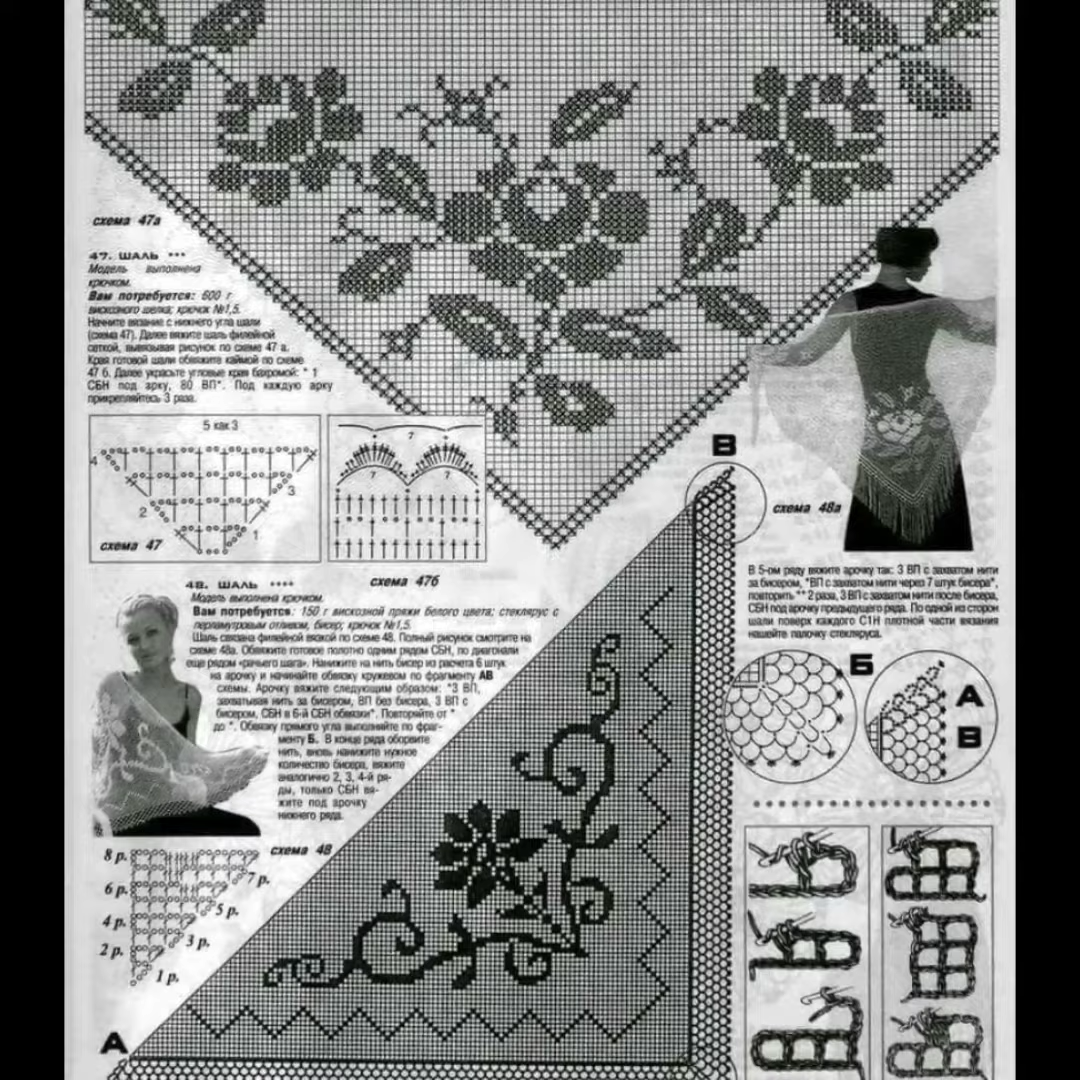 схема 47а
47. ШАЛЬ ***
Модель выполнена
крючком.
Вам потребуется: 600 г
вискозного шелка; крючок №1,5.
Начните вязание с нижнего угла шали
(схема 47). Далее вяжите шаль филейной
сеткой, вывязывая рисунок по схеме 47 а.
Края готовой шали обвяжите каймой по схеме
47 б. Далее украсьте угловые края бахромой: * 1
СБН под арку, 80 ВП*. Под каждую арку
прикрепляйтесь 3 раза.
5 как 3
4
3
2
1
схема 47
7
7
7
схема 47б
В
схема 48а
48. ШАЛЬ ****
Модель выполнена крючком.
Вам потребуется: 150 г вискозной пряжи белого цвета; стеклярус с
перламутровым отливом, бисер; крючок №1,5.
Шаль связана филейной вязкой по схеме 48. Полный рисунок смотрите на
схеме 48а. Обвяжите готовое полотно одним рядом СБН, по диагонали
еще рядом «рачьего шага». Нанижите на нить бисер из расчета 6 штук
на арочку и начинайте обвязку кружевом по фрагменту АВ
схемы. Арочку вяжите следующим образом: *3 ВП,
захватывая нить за бисером, ВП без бисера, 3 ВП с
бисером, СБН в 6-й СБН обвязки*. Повторяйте от *
до *. Обвязку прямого угла выполняйте по фраг-
менту Б. В конце ряда оборвите
нить, вновь нанижите нужное
количество бисера, вяжите
аналогично 2, 3, 4-й ря-
ды, только СБН вя-
жите под арочку
нижнего ряда.
В 5-ом ряду вяжите арочку так: 3 ВП с захватом нити
за бисером, *ВП с захватом нити через 7 штук бисера*,
повторить ** 2 раза, 3 ВП с захватом нити после бисера,
СБН под арочку предыдущего ряда. По одной из сторон
шали поверх каждого С1Н плотной части вязания
нашейте палочку стекляруса.
Б
А
В
схема 48
8 р.
7 р.
6 р.
5 р.
4 р.
3 р.
2 р.
1 р.
А